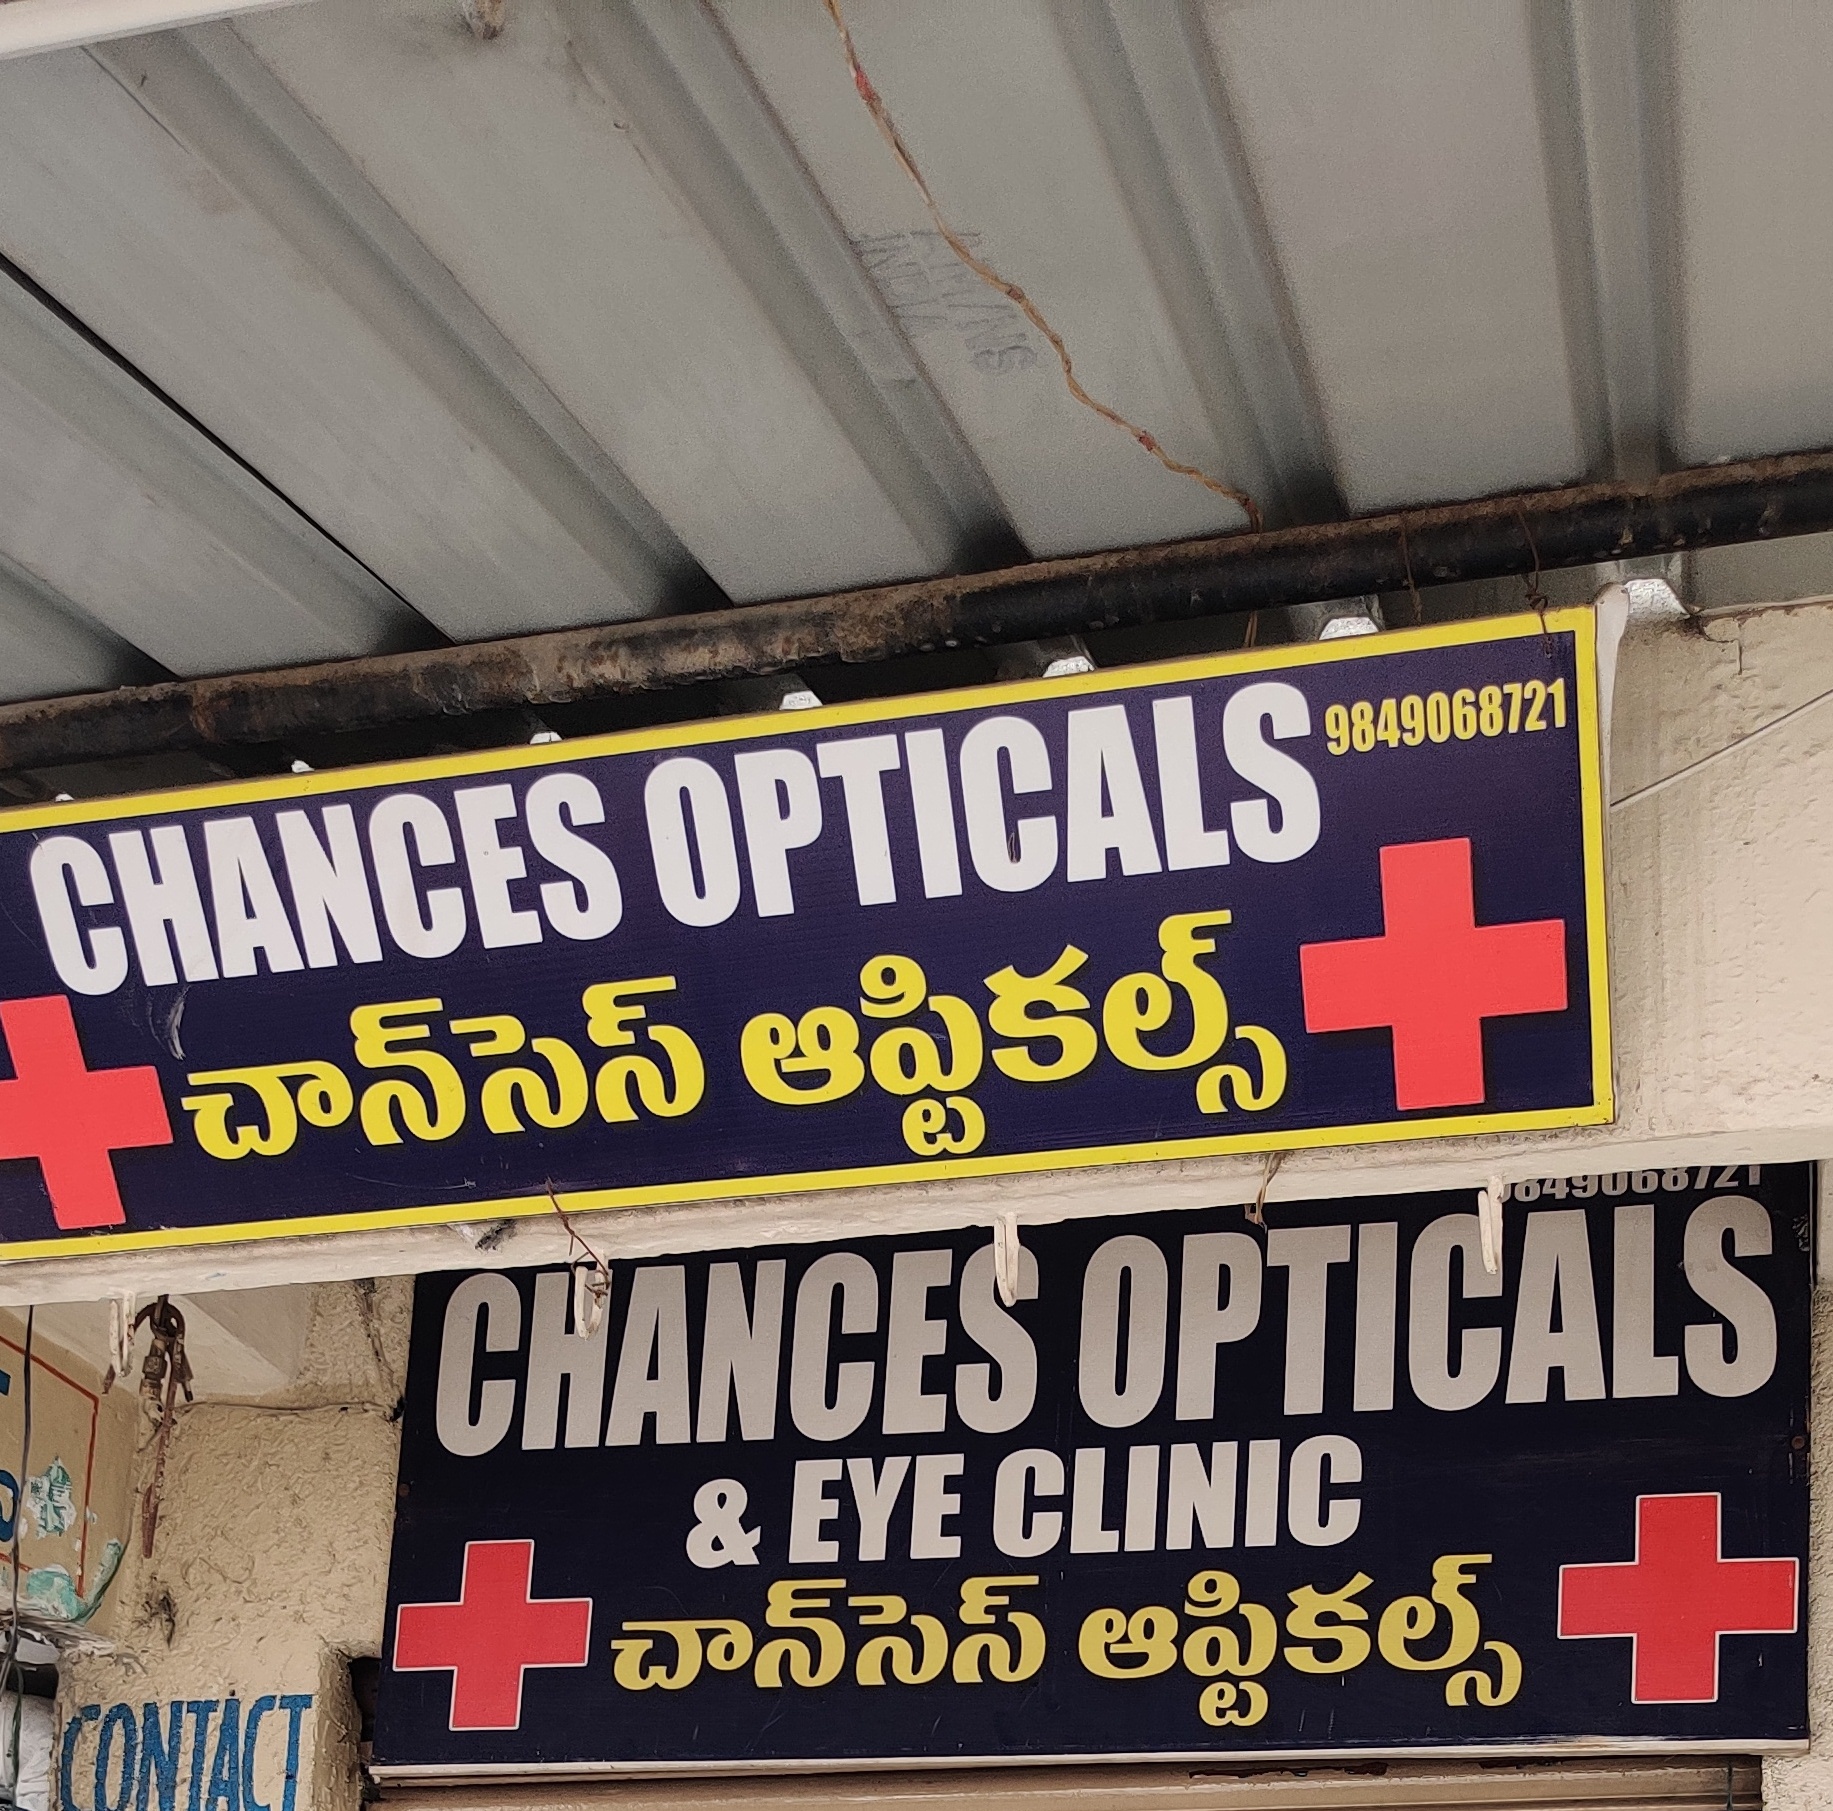 CHANCES OPTICALS
9849068721
చాన్‌సెస్ ఆప్టికల్స్
9849068721
CHANCES OPTICALS
& EYE CLINIC
చాన్‌సెస్ ఆప్టికల్స్
CONTACT